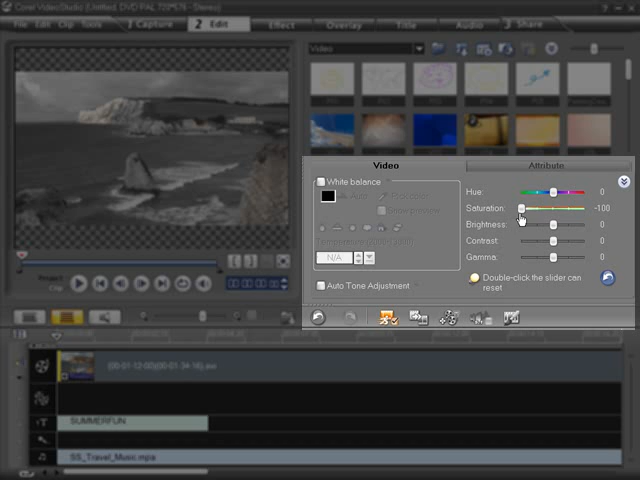 Corel VideoStudio (Untitled, DVD PAL 720*576 - Stereo)
File Edit Clip Tools 1 Capture 2 Edit Effect Overlay Title Audio 3 Share
Video
Video Attribute
White balance
Auto Pick color
Show preview
N/A
Auto Tone Adjustment
Hue: 0
Saturation: -100
Brightness: 0
Contrast: 0
Gamma: 0
Double-click the slider can
reset
Project
Clip
SUMMERFUN
SS_Travel_Music.mpa